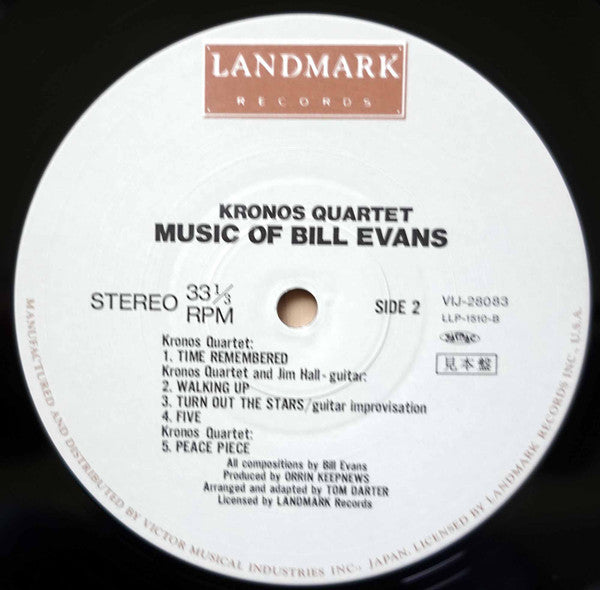 LANDMARK
RECORDS
KRONOS QUARTET
MUSIC OF BILL EVANS
STEREO 33 1/3 RPM
SIDE 2
VIJ-28083
LLP-1510-B
見本盤
Kronos Quartet:
1. TIME REMEMBERED
Kronos Quartet and Jim Hall-guitar:
2. WALKING UP
3. TURN OUT THE STARS/guitar improvisation
4. FIVE
Kronos Quartet:
5. PEACE PIECE
All compositions by Bill Evans
Produced by ORRIN KEEPNEWS
Arranged and adapted by TOM DARTER
Licensed by LANDMARK Records
MANUFACTURED AND DISTRIBUTED BY VICTOR MUSICAL INDUSTRIES INC., JAPAN, LICENSED BY LANDMARK RECORDS INC., U.S.A.